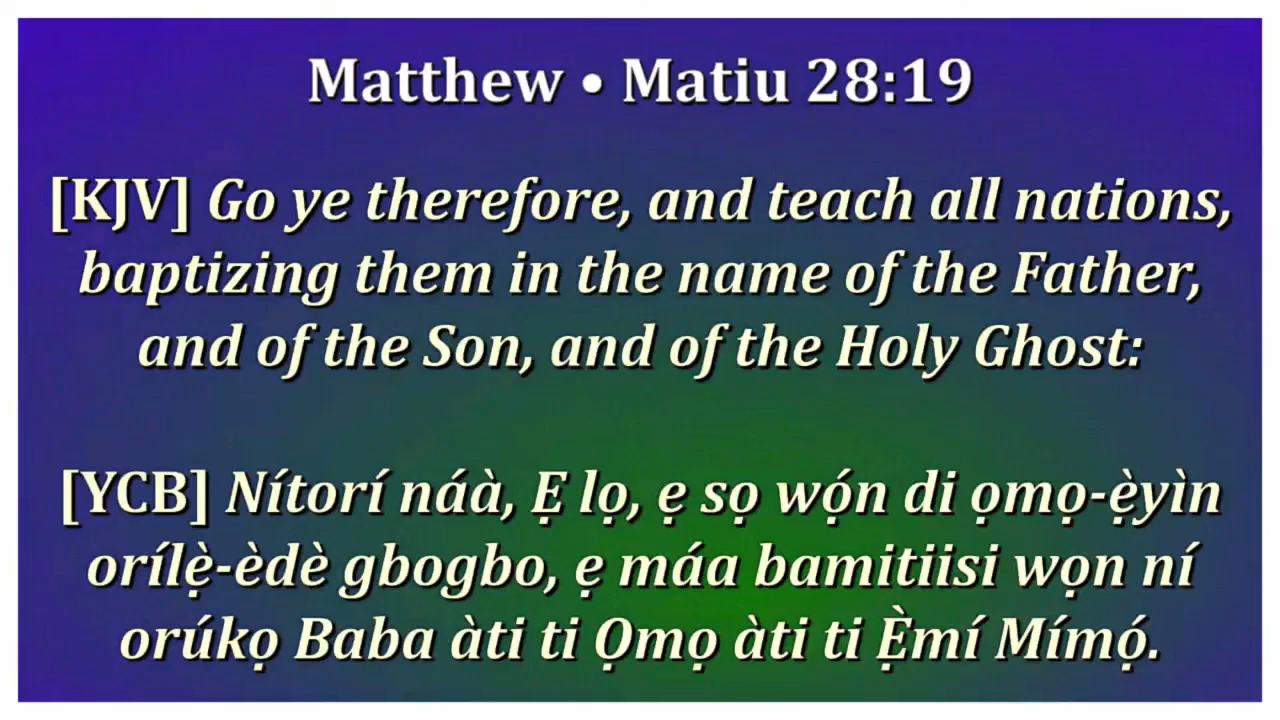 Matthew • Matiu 28:19
[KJV] Go ye therefore, and teach all nations,
baptizing them in the name of the Father,
and of the Son, and of the Holy Ghost:
[YCB] Nítorí náà, Ẹ lọ, ẹ sọ wọ́n di ọmọ-ẹ̀yìn
orílẹ̀-èdè gbogbo, ẹ máa bamitiisi wọn ní
orúkọ Baba àti ti Ọmọ àti ti Ẹ̀mí Mímọ́.